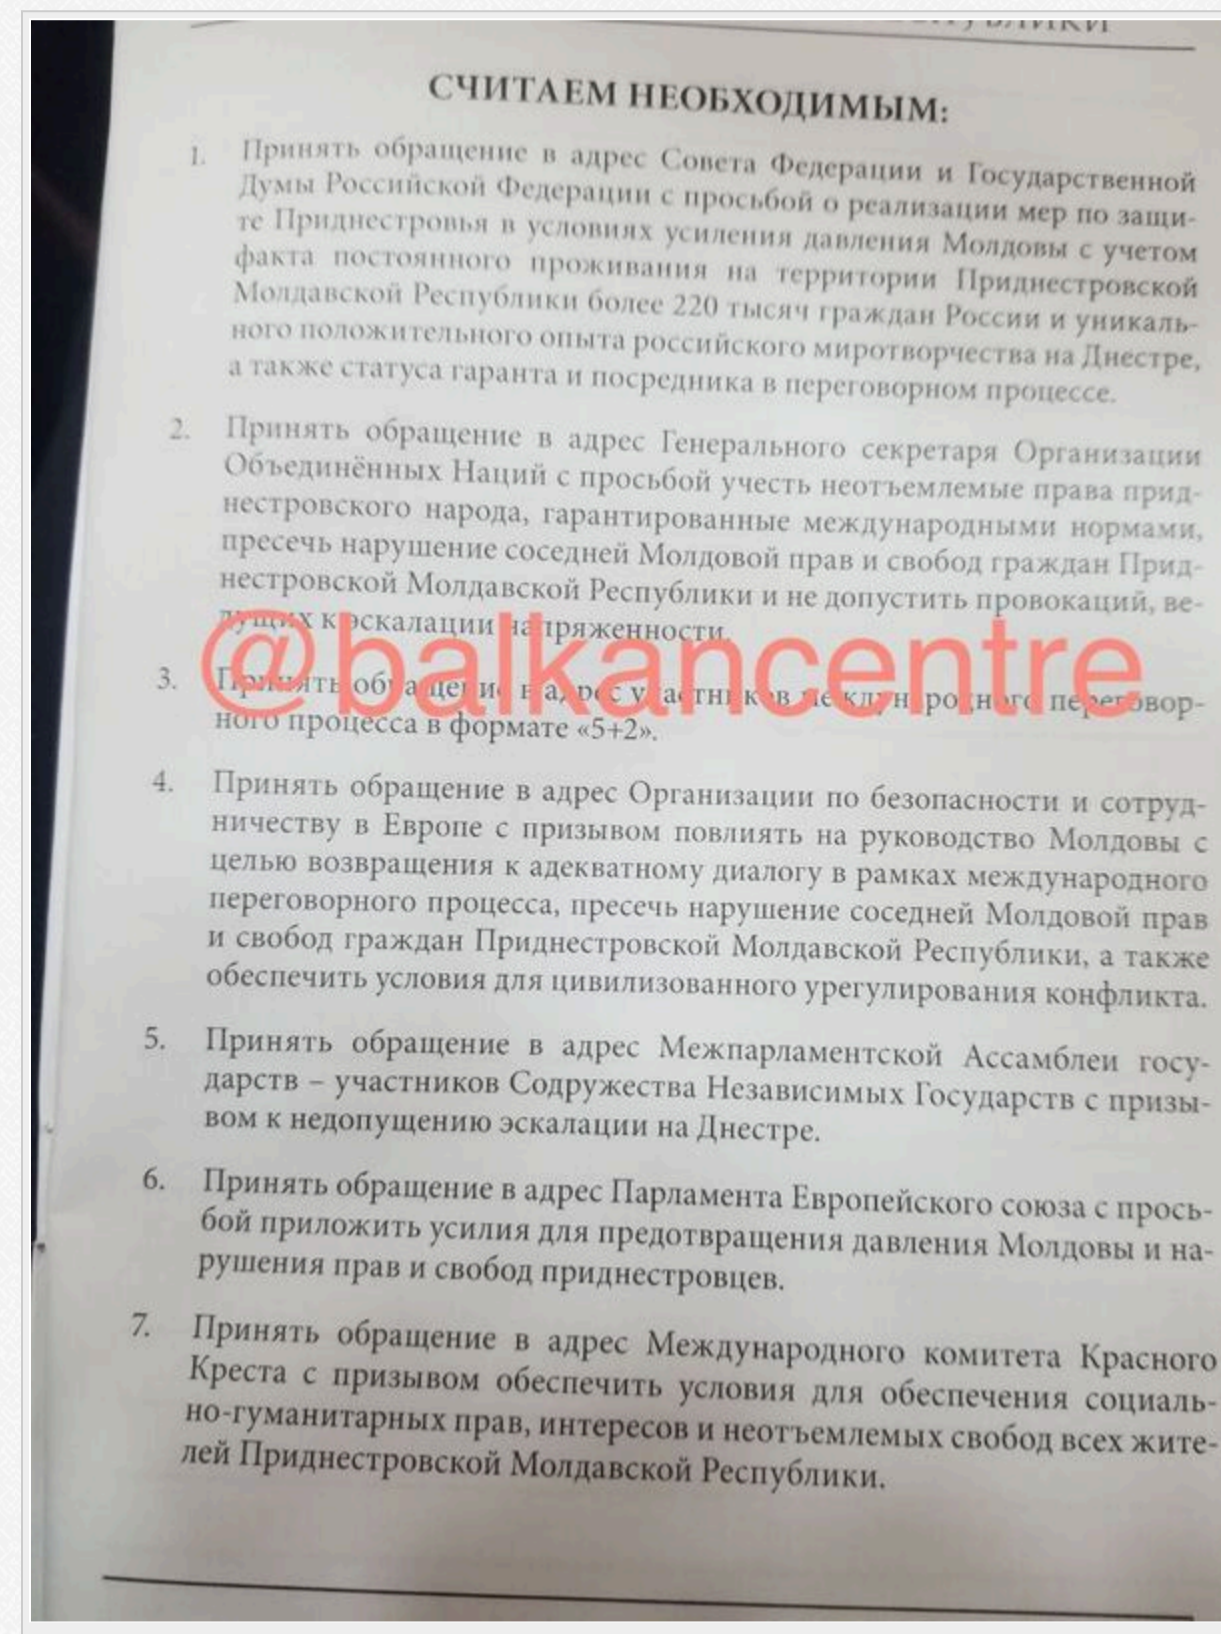 СЧИТАЕМ НЕОБХОДИМЫМ:
1. Принять обращение в адрес Совета Федерации и Государственной
Думы Российской Федерации с просьбой о реализации мер по защи-
те Приднестровья в условиях усиления давления Молдовы с учетом
факта постоянного проживания на территории Приднестровской
Молдавской Республики более 220 тысяч граждан России и уникаль-
ного положительного опыта российского миротворчества на Днестре,
а также статуса гаранта и посредника в переговорном процессе.
2. Принять обращение в адрес Генерального секретаря Организации
Объединённых Наций с просьбой учесть неотъемлемые права прид-
нестровского народа, гарантированные международными нормами,
пресечь нарушение соседней Молдовой прав и свобод граждан Прид-
нестровской Молдавской Республики и не допустить провокаций, ве-
дущих к эскалации напряженности.
@balkancentre
3. Принять обращение в адрес участников международного переговор-
ного процесса в формате «5+2».
4. Принять обращение в адрес Организации по безопасности и сотруд-
ничеству в Европе с призывом повлиять на руководство Молдовы с
целью возвращения к адекватному диалогу в рамках международного
переговорного процесса, пресечь нарушение соседней Молдовой прав
и свобод граждан Приднестровской Молдавской Республики, а также
обеспечить условия для цивилизованного урегулирования конфликта.
5. Принять обращение в адрес Межпарламентской Ассамблеи госу-
дарств – участников Содружества Независимых Государств с призы-
вом к недопущению эскалации на Днестре.
6. Принять обращение в адрес Парламента Европейского союза с прось-
бой приложить усилия для предотвращения давления Молдовы и на-
рушения прав и свобод приднестровцев.
7. Принять обращение в адрес Международного комитета Красного
Креста с призывом обеспечить условия для обеспечения социаль-
но-гуманитарных прав, интересов и неотъемлемых свобод всех жите-
лей Приднестровской Молдавской Республики.